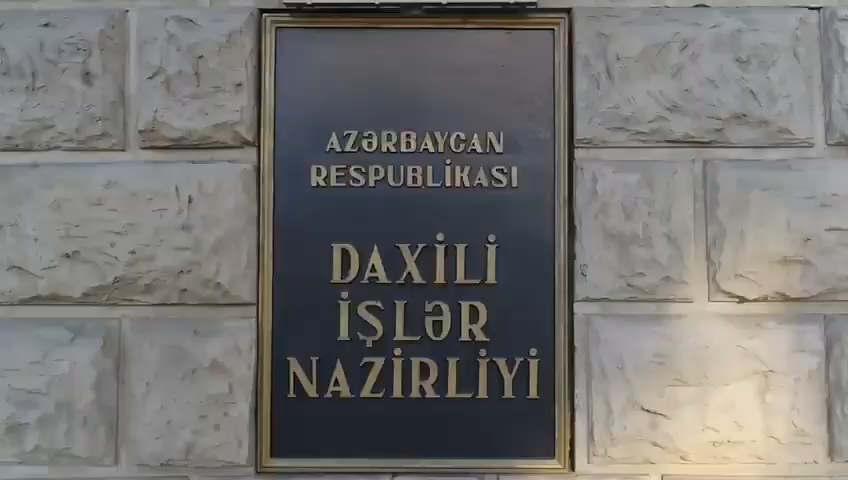 AZƏRBAYCAN
RESPUBLİKASI
DAXİLİ
İŞLƏR
NAZİRLİYİ